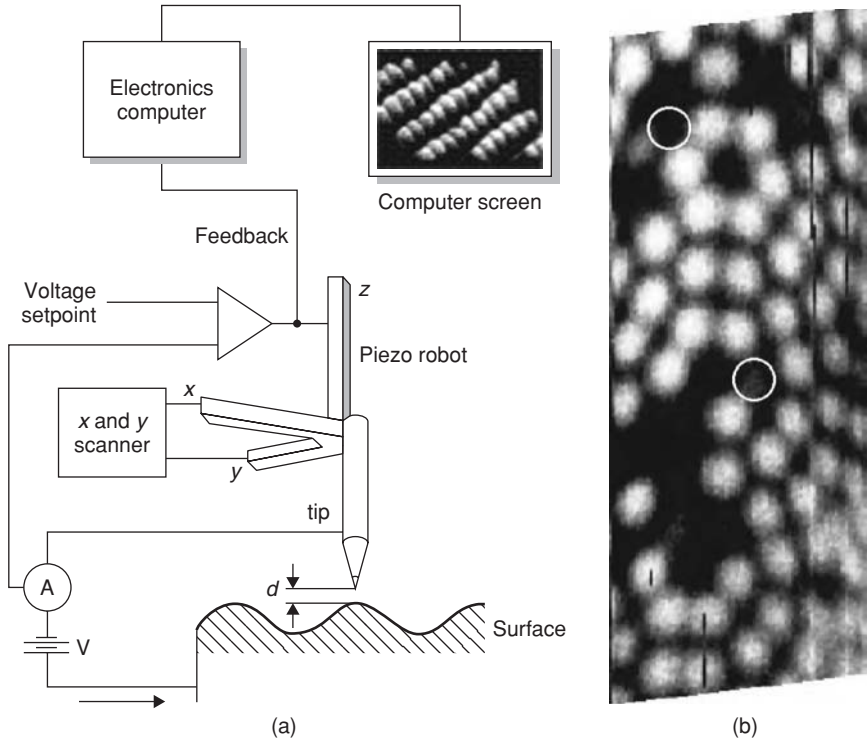 Electronics
computer
Computer screen
Feedback
Voltage
setpoint
z
Piezo robot
x
x and y
scanner
y
tip
A
d
V
Surface
(a)
(b)